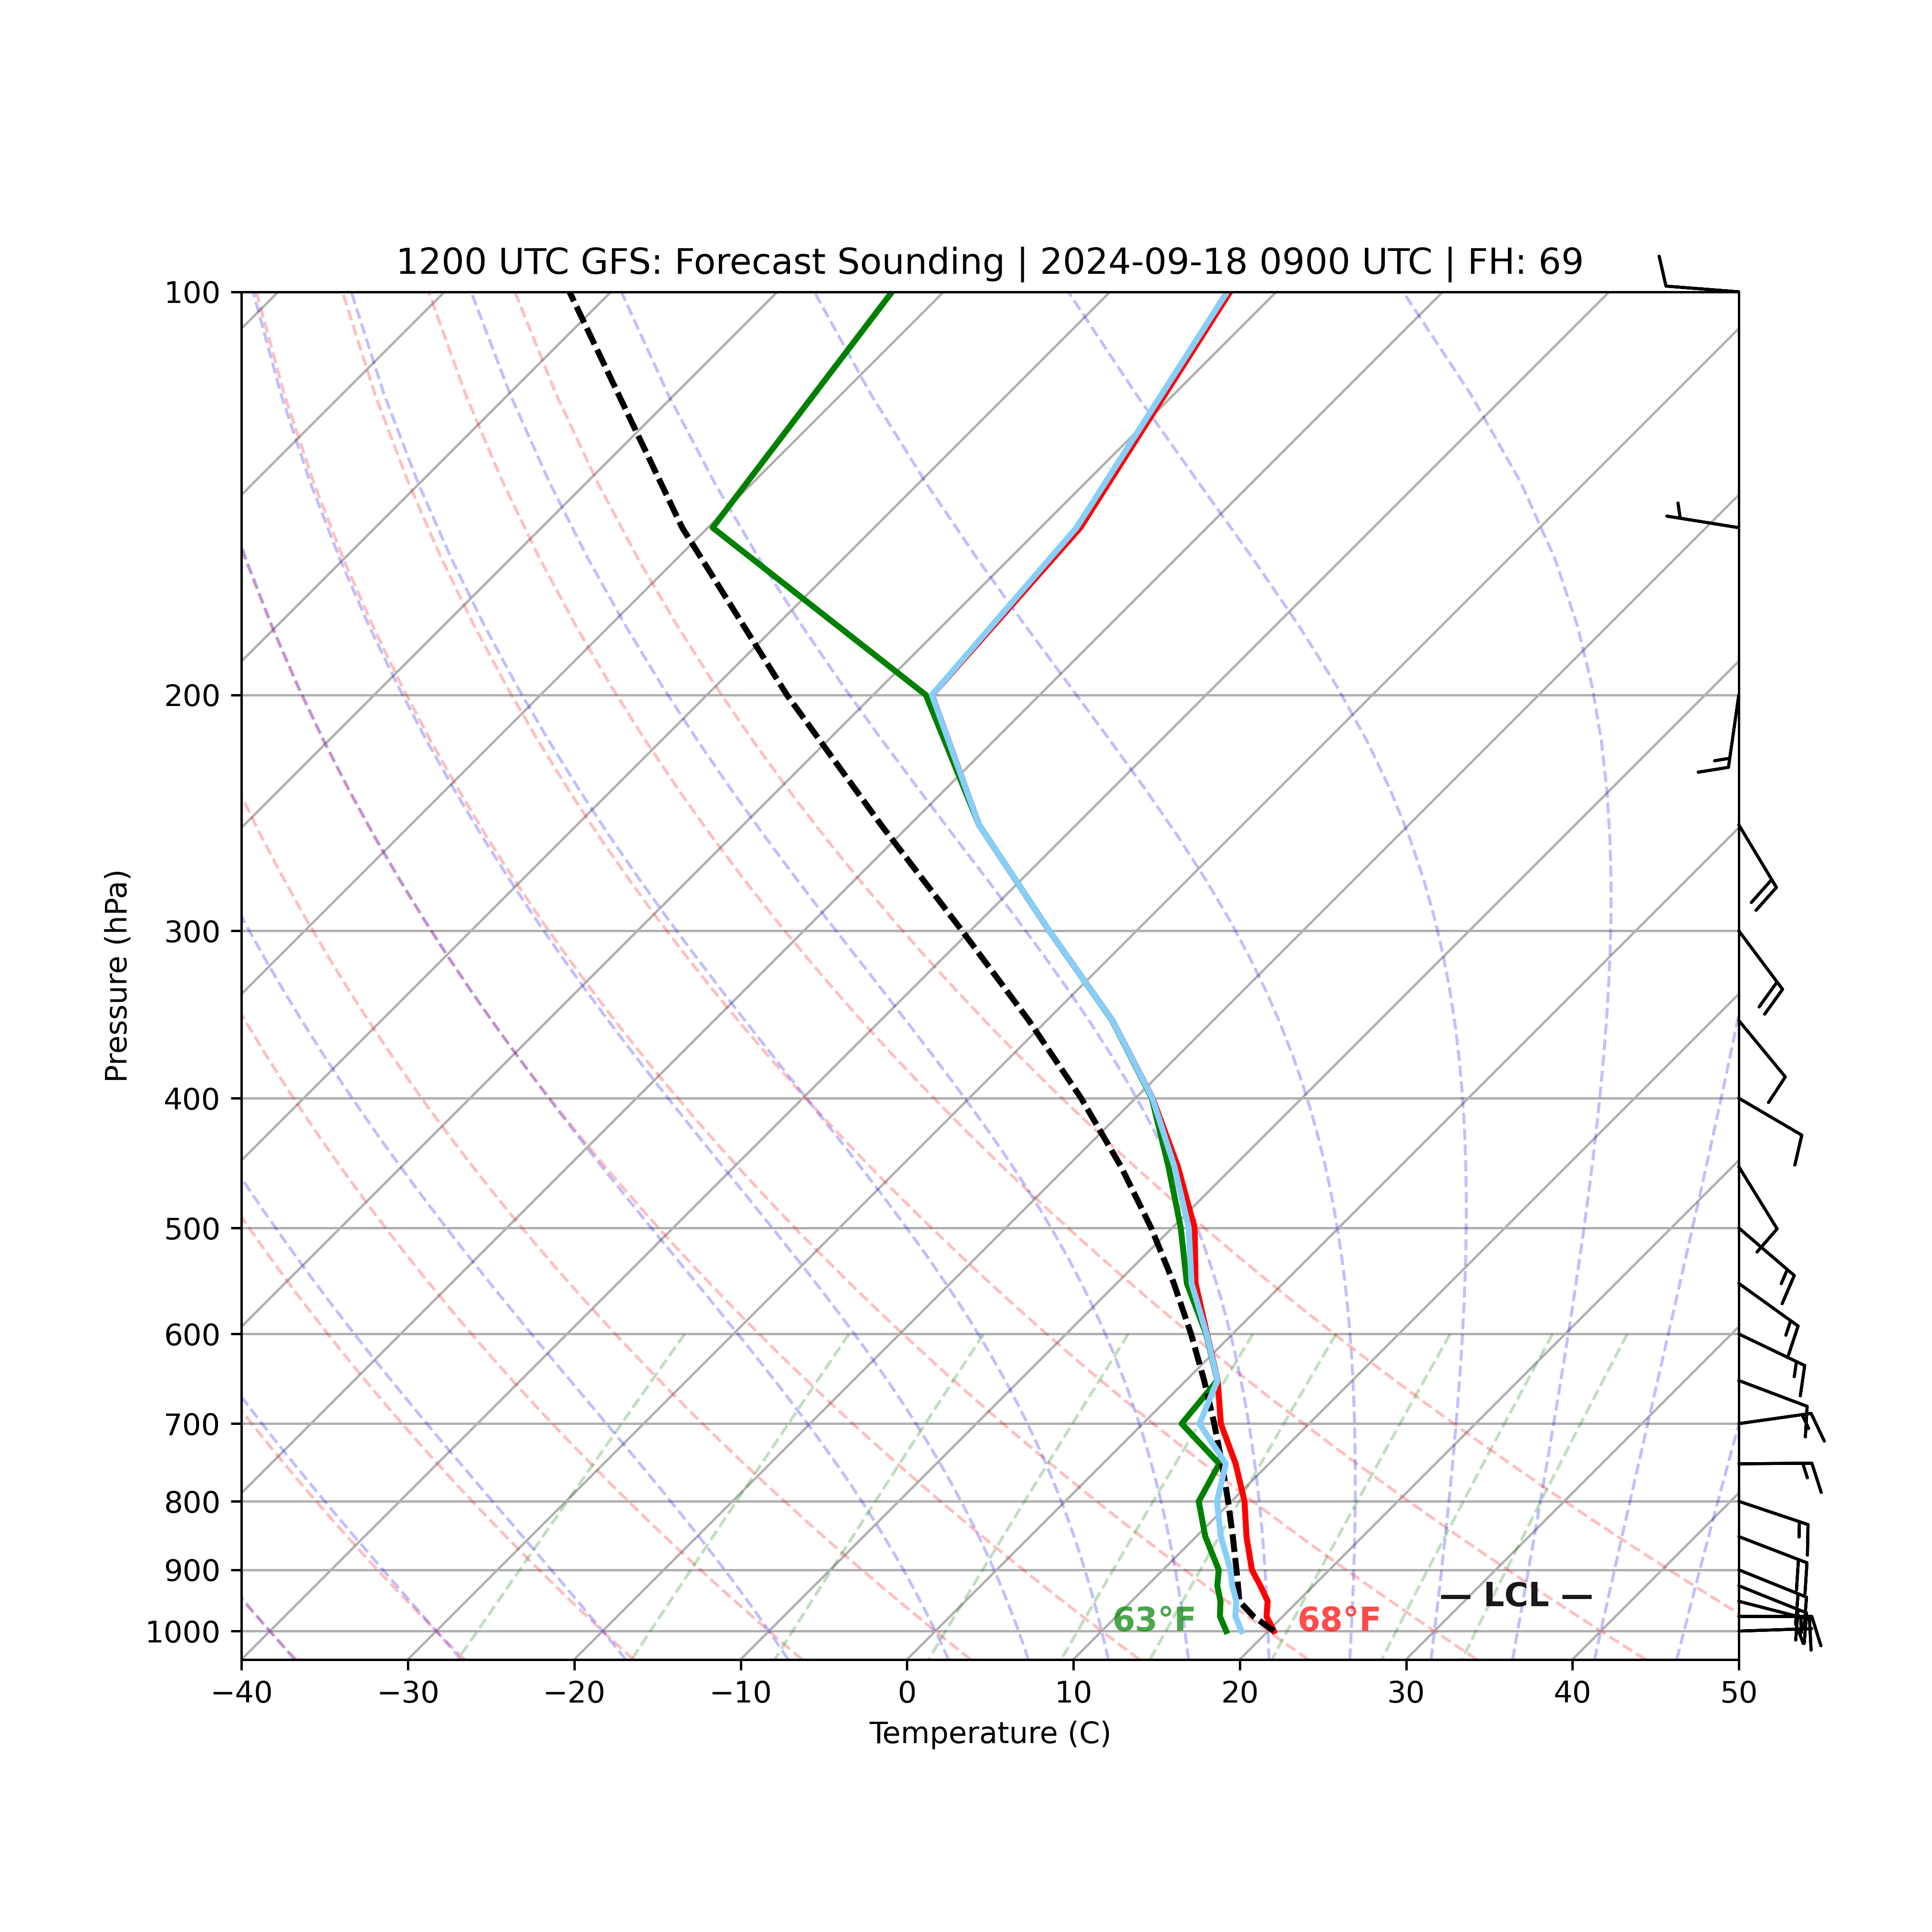 1200 UTC GFS: Forecast Sounding | 2024-09-18 0900 UTC | FH: 69
100
200
300
400
500
600
700
800
900
1000
Pressure (hPa)
— LCL —
63°F
68°F
−40 −30 −20 −10 0 10 20 30 40 50
Temperature (C)